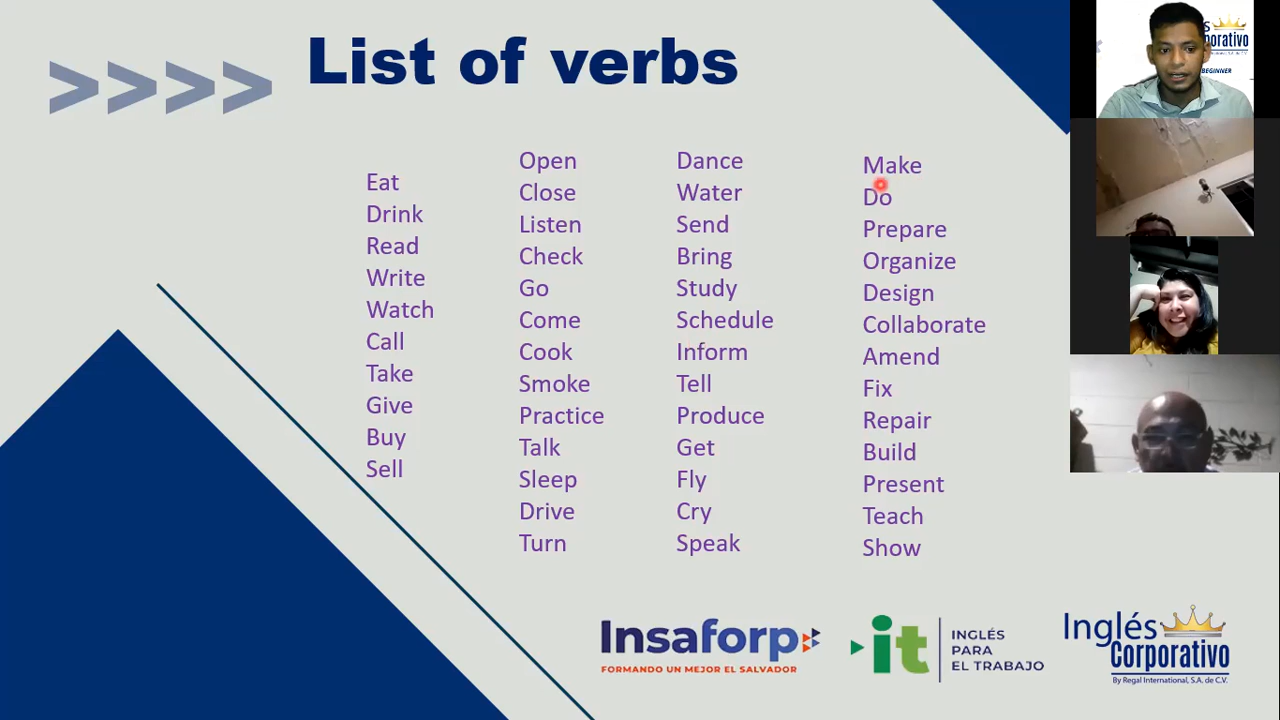 List of verbs
Eat
Drink
Read
Write
Watch
Call
Take
Give
Buy
Sell
Open
Close
Listen
Check
Go
Come
Cook
Smoke
Practice
Talk
Sleep
Drive
Turn
Dance
Water
Send
Bring
Study
Schedule
Inform
Tell
Produce
Get
Fly
Cry
Speak
Make
Do
Prepare
Organize
Design
Collaborate
Amend
Fix
Repair
Build
Present
Teach
Show
Insaforp
FORMANDO UN MEJOR EL SALVADOR
it
INGLÉS
PARA
EL TRABAJO
Inglés
Corporativo
By Regal International, S.A. de C.V.
BEGINNER